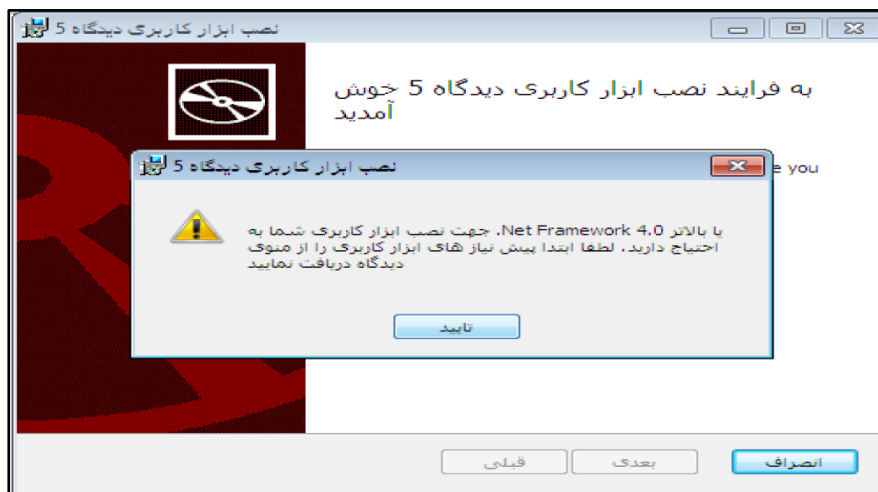 نصب ابزار کاربری دیدگاه 5
به فرایند نصب ابزار کاربری دیدگاه 5 خوش
آمدید
e you
نصب ابزار کاربری دیدگاه 5
یا بالاتر Net Framework 4.0. جهت نصب ابزار کاربری شما به
احتیاج دارید. لطفا ابتدا پیش نیاز های ابزار کاربری را از منوی
دیدگاه دریافت نمایید
تایید
قبلی
بعدی
انصراف